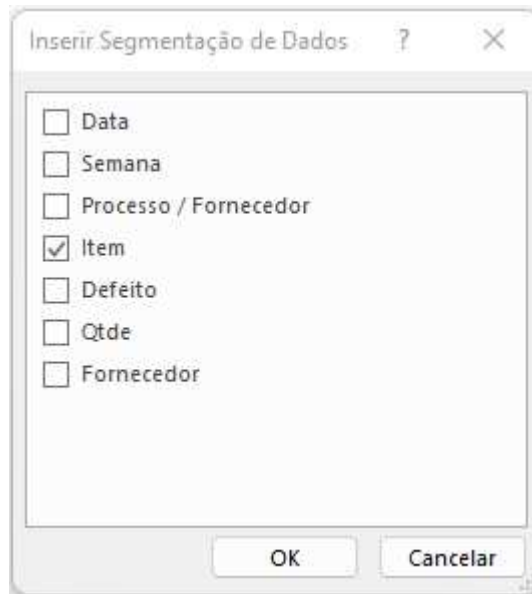 Inserir Segmentação de Dados ?
Data
Semana
Processo / Fornecedor
Item
Defeito
Qtde
Fornecedor
OK Cancelar